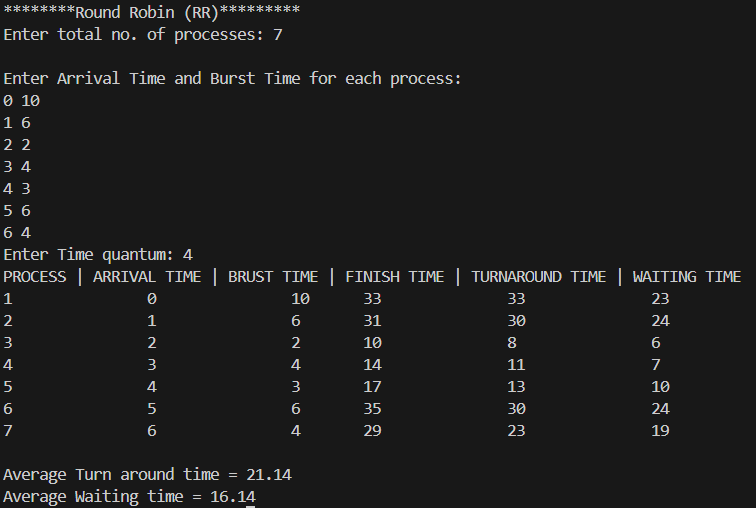 ********Round Robin (RR)*********
Enter total no. of processes: 7
Enter Arrival Time and Burst Time for each process:
0 10
1 6
2 2
3 4
4 3
5 6
6 4
Enter Time quantum: 4
PROCESS | ARRIVAL TIME | BRUST TIME | FINISH TIME | TURNAROUND TIME | WAITING TIME
1 0 10 33 33 23
2 1 6 31 30 24
3 2 2 10 8 6
4 3 4 14 11 7
5 4 3 17 13 10
6 5 6 35 30 24
7 6 4 29 23 19
Average Turn around time = 21.14
Average Waiting time = 16.14